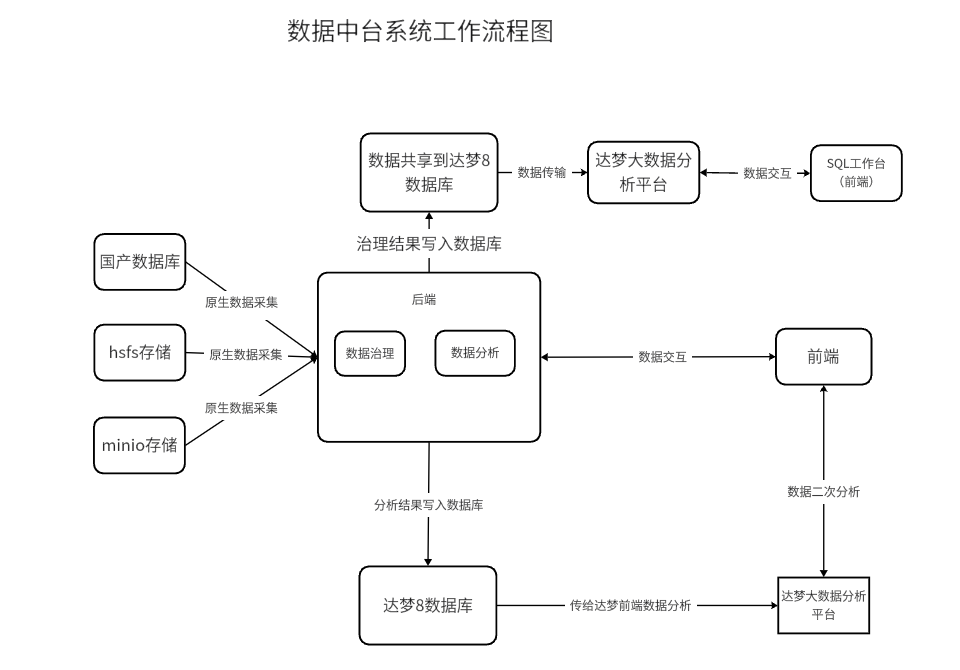 数据中台系统工作流程图
数据共享到达梦8
数据库
数据传输
达梦大数据分
析平台
数据交互
SQL工作台
（前端）
治理结果写入数据库
国产数据库
原生数据采集
hsfs存储
原生数据采集
minio存储
原生数据采集
后端
数据治理
数据分析
数据交互
前端
数据二次分析
分析结果写入数据库
达梦8数据库
传给达梦前端数据分析
达梦大数据分析
平台